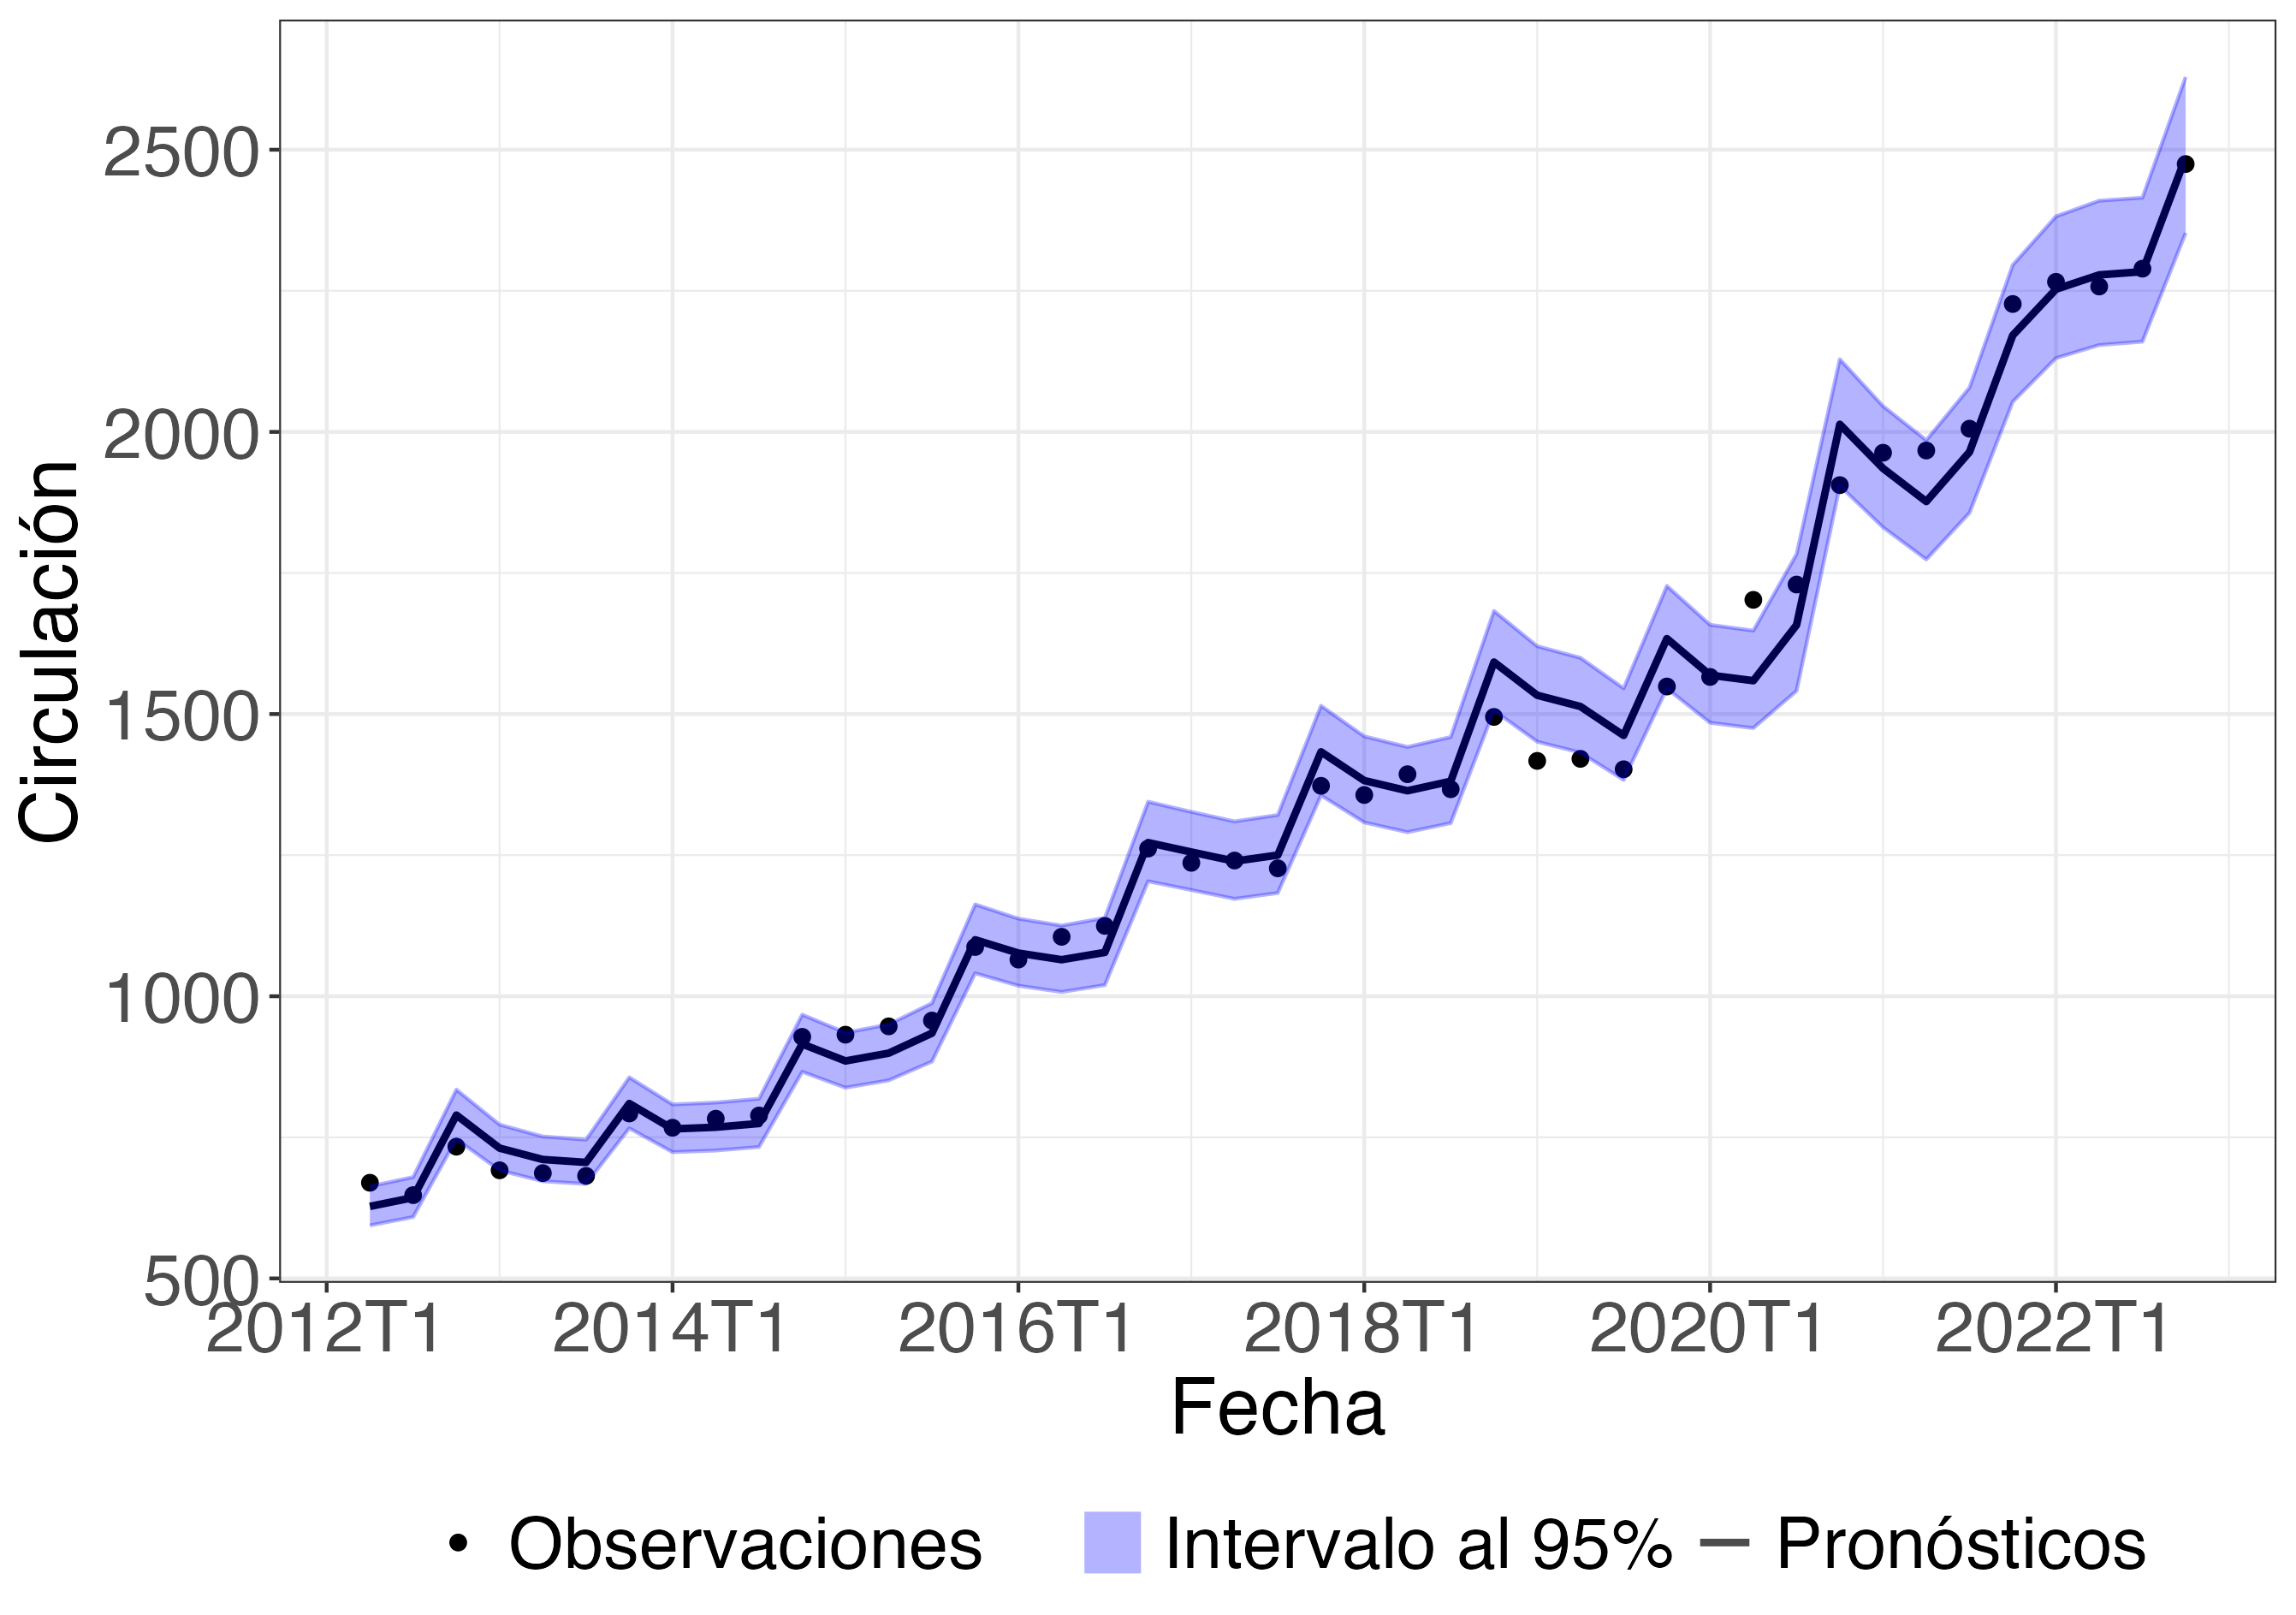 Circulación
2500
2000
1500
1000
500
2012T1 2014T1 2016T1 2018T1 2020T1 2022T1
Fecha
Observaciones Intervalo al 95% Pronósticos